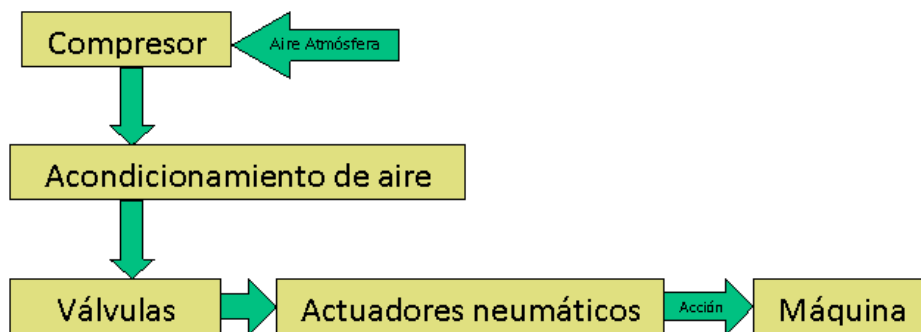 Compresor
Aire Atmósfera
Acondicionamiento de aire
Válvulas
Actuadores neumáticos
Acción
Máquina